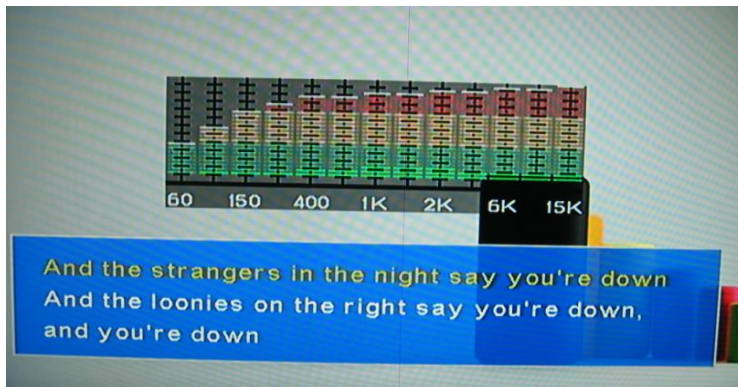 60 150 400 1K 2K 6K 15K
And the strangers in the night say you're down
And the loonies on the right say you're down,
and you're down